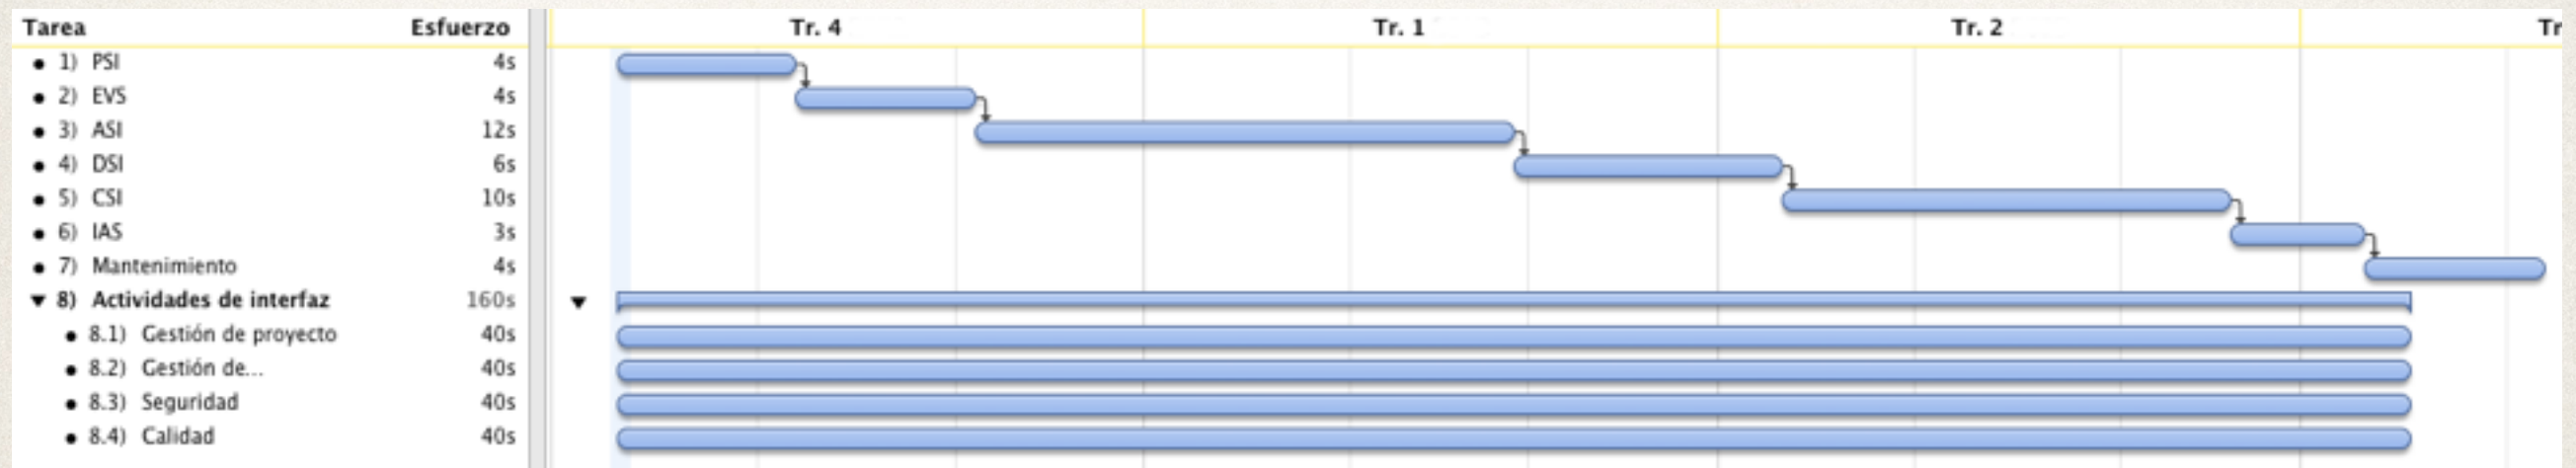 Tarea Esfuerzo Tr. 4 Tr. 1 Tr. 2 Tr
1) PSI 4s
2) EVS 4s
3) ASI 12s
4) DSI 6s
5) CSI 10s
6) IAS 3s
7) Mantenimiento 4s
8) Actividades de interfaz 160s
8.1) Gestión de proyecto 40s
8.2) Gestión de... 40s
8.3) Seguridad 40s
8.4) Calidad 40s